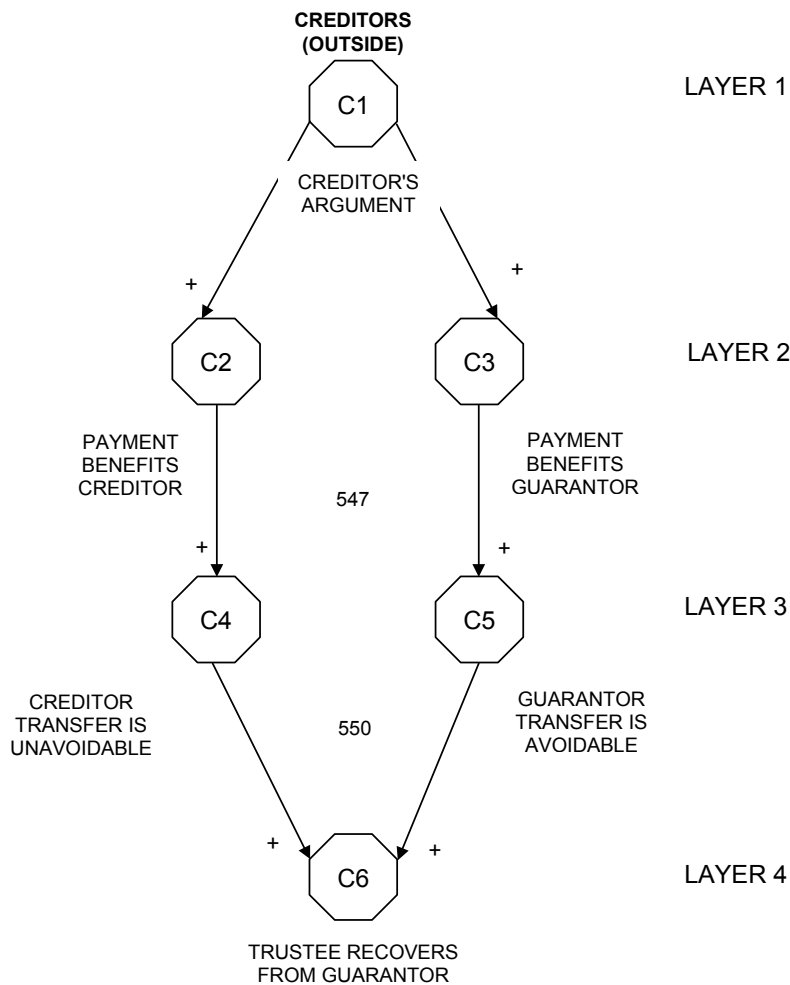 CREDITORS
(OUTSIDE)
C1
LAYER 1
CREDITOR'S
ARGUMENT
+
+
C2
C3
LAYER 2
PAYMENT
BENEFITS
CREDITOR
PAYMENT
BENEFITS
GUARANTOR
547
+
+
C4
C5
LAYER 3
CREDITOR
TRANSFER IS
UNAVOIDABLE
GUARANTOR
TRANSFER IS
AVOIDABLE
550
+
+
C6
LAYER 4
TRUSTEE RECOVERS
FROM GUARANTOR